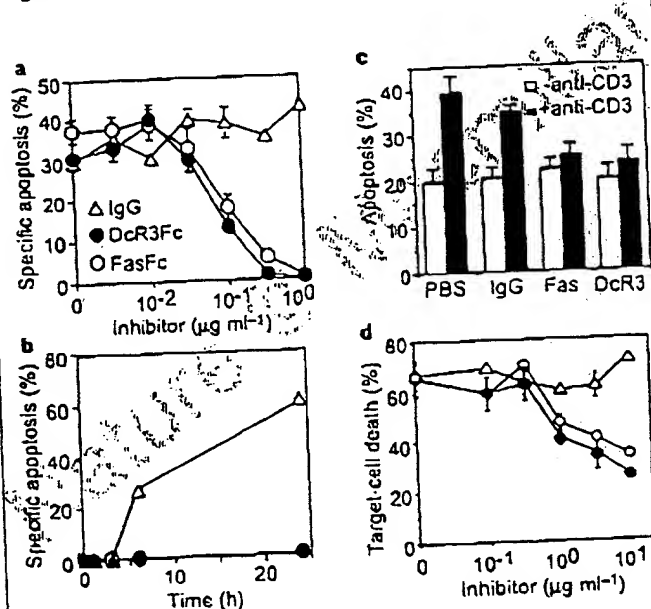 a
50
40
30
20
10
0
Specific apoptosis (%)
IgG
DcR3Fc
FasFc
0 10-2 10-1 100
Inhibitor (µg ml-1)
b
80
60
40
20
0
Specific apoptosis (%)
0 10 20
Time (h)
c
40
30
20
10
0
Apoptosis (%)
-anti-CD3
+anti-CD3
PBS IgG Fas DcR3
d
80
60
40
20
0
Target-cell death (%)
0 10-1 100 101
Inhibitor (µg ml-1)